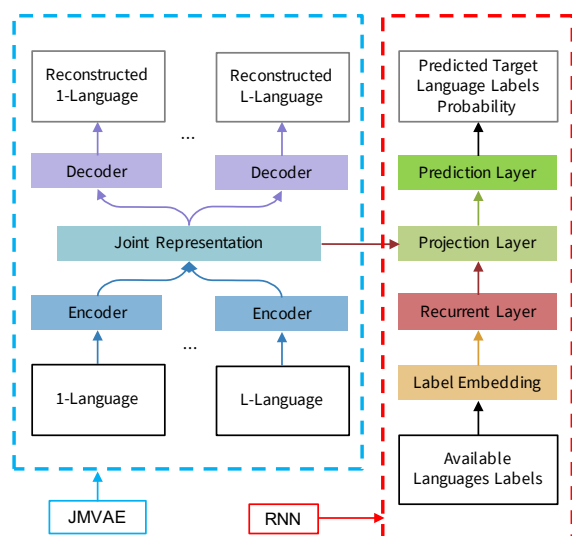 Reconstructed
1-Language
...
Reconstructed
L-Language
Decoder
Decoder
Joint Representation
Encoder
...
Encoder
1-Language
L-Language
JMVAE
Predicted Target
Language Labels
Probability
Prediction Layer
Projection Layer
Recurrent Layer
Label Embedding
Available
Languages Labels
RNN